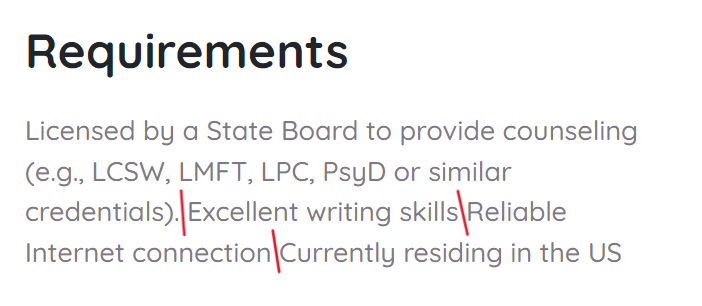 Requirements
Licensed by a State Board to provide counseling
(e.g., LCSW, LMFT, LPC, PsyD or similar
credentials). Excellent writing skills Reliable
Internet connection Currently residing in the US